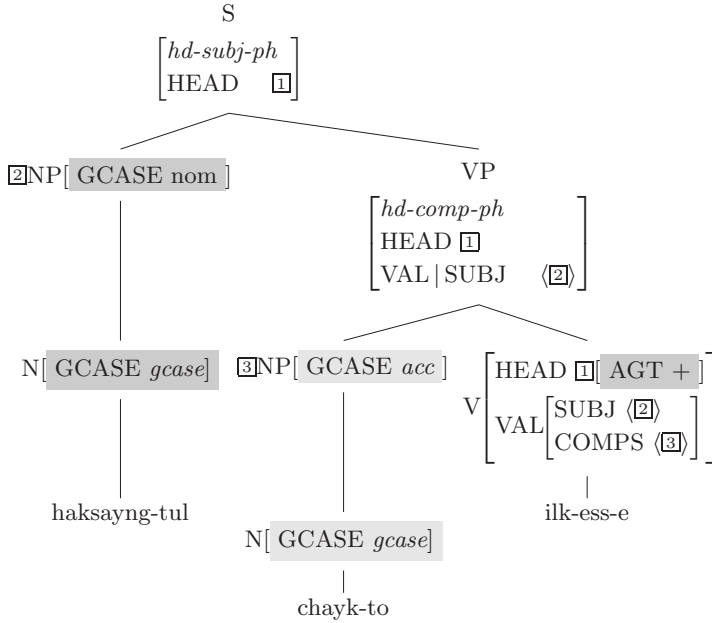 S
[hd-subj-ph
HEAD 1]
2NP[ GCASE nom ]
VP
[hd-comp-ph
HEAD 1
VAL | SUBJ ⟨2⟩]
N[ GCASE gcase]
3NP[ GCASE acc ]
V[HEAD 1[ AGT + ]
VAL[SUBJ ⟨2⟩
COMPS ⟨3⟩]]
haksayng-tul
ilk-ess-e
N[ GCASE gcase]
chayk-to